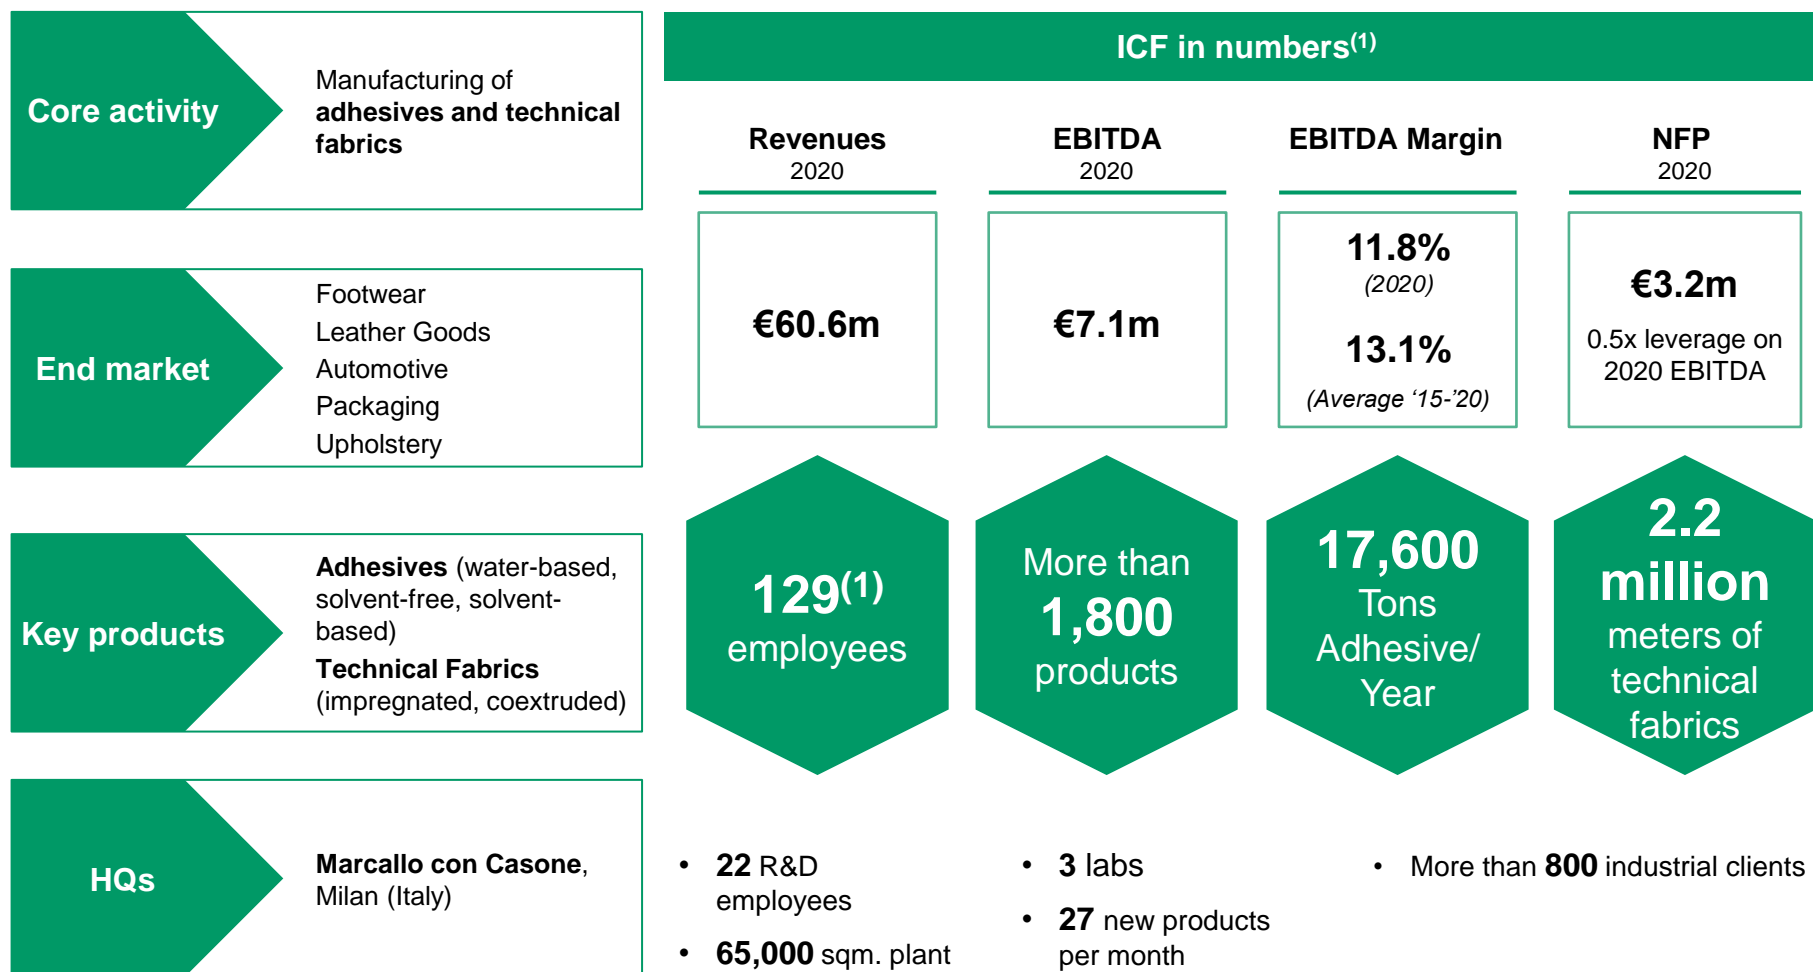 Core activity
Manufacturing of
adhesives and technical
fabrics
End market
Footwear
Leather Goods
Automotive
Packaging
Upholstery
Key products
Adhesives (water-based,
solvent-free, solvent-
based)
Technical Fabrics
(impregnated, coextruded)
HQs
Marcallo con Casone,
Milan (Italy)
ICF in numbers(1)
Revenues
2020
€60.6m
EBITDA
2020
€7.1m
EBITDA Margin
11.8%
(2020)
13.1%
(Average ‘15-’20)
NFP
2020
€3.2m
0.5x leverage on
2020 EBITDA
129(1)
employees
More than
1,800
products
17,600
Tons
Adhesive/
Year
2.2
million
meters of
technical
fabrics
• 22 R&D
employees
• 65,000 sqm. plant
• 3 labs
• 27 new products
per month
• More than 800 industrial clients